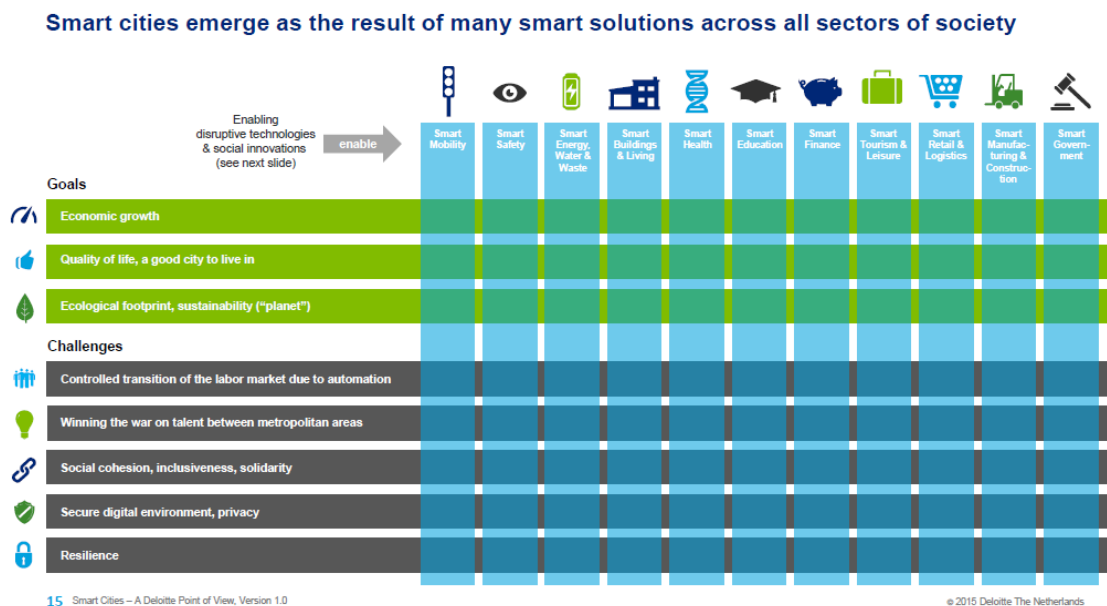 Smart cities emerge as the result of many smart solutions across all sectors of society
Enabling
disruptive technologies
& social innovations
(see next slide)
enable
Smart
Mobility
Smart
Safety
Smart
Energy,
Water &
Waste
Smart
Buildings
& Living
Smart
Health
Smart
Education
Smart
Finance
Smart
Tourism &
Leisure
Smart
Retail &
Logistics
Smart
Manufac-
turing &
Construc-
tion
Smart
Govern-
ment
Goals
Economic growth
Quality of life, a good city to live in
Ecological footprint, sustainability (“planet”)
Challenges
Controlled transition of the labor market due to automation
Winning the war on talent between metropolitan areas
Social cohesion, inclusiveness, solidarity
Secure digital environment, privacy
Resilience
15 Smart Cities – A Deloitte Point of View, Version 1.0
© 2015 Deloitte The Netherlands